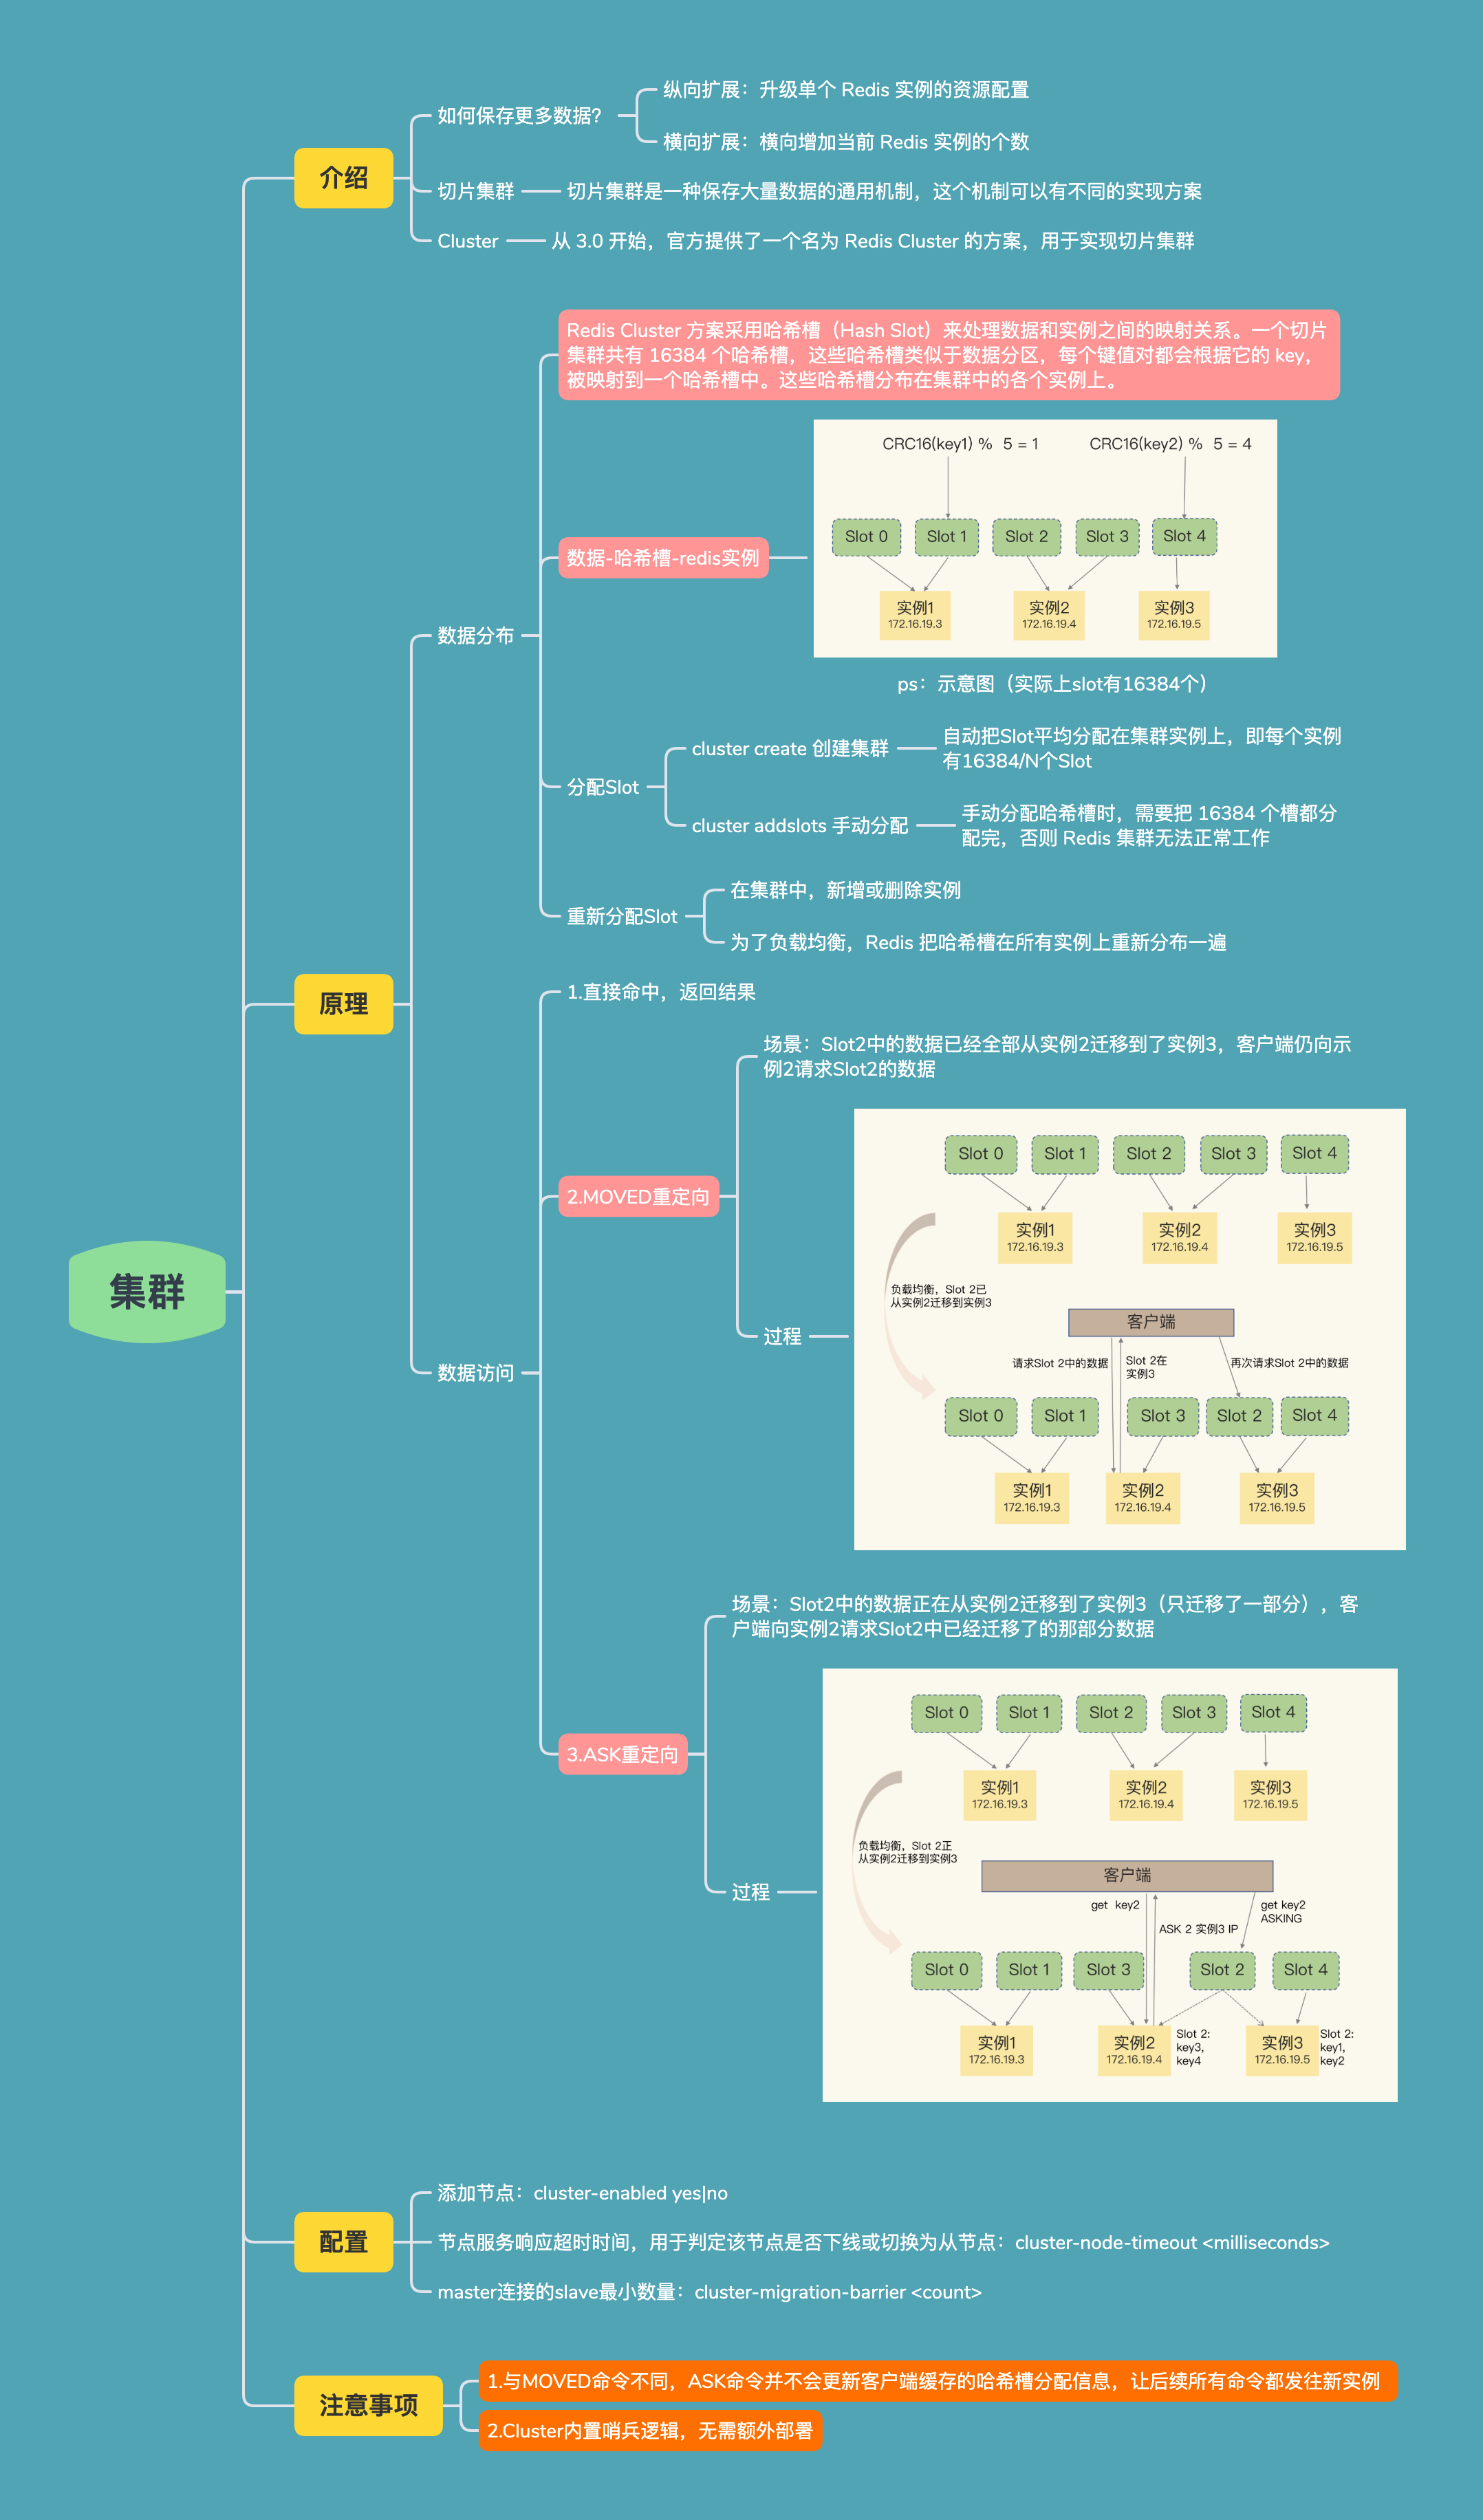 集群
介绍
如何保存更多数据?
纵向扩展：升级单个 Redis 实例的资源配置
横向扩展：横向增加当前 Redis 实例的个数
切片集群
切片集群是一种保存大量数据的通用机制，这个机制可以有不同的实现方案
Cluster
从 3.0 开始，官方提供了一个名为 Redis Cluster 的方案，用于实现切片集群
原理
数据分布
Redis Cluster 方案采用哈希槽（Hash Slot）来处理数据和实例之间的映射关系。一个切片
集群共有 16384 个哈希槽，这些哈希槽类似于数据分区，每个键值对都会根据它的 key，
被映射到一个哈希槽中。这些哈希槽分布在集群中的各个实例上。
数据-哈希槽-redis实例
CRC16(key1) % 5 = 1
CRC16(key2) % 5 = 4
Slot 0
Slot 1
Slot 2
Slot 3
Slot 4
实例1
172.16.19.3
实例2
172.16.19.4
实例3
172.16.19.5
ps：示意图（实际上slot有16384个）
分配Slot
cluster create 创建集群
自动把Slot平均分配在集群实例上，即每个实例
有16384/N个Slot
cluster addslots 手动分配
手动分配哈希槽时，需要把 16384 个槽都分
配完，否则 Redis 集群无法正常工作
重新分配Slot
在集群中，新增或删除实例
为了负载均衡，Redis 把哈希槽在所有实例上重新分布一遍
数据访问
1.直接命中，返回结果
2.MOVED重定向
场景：Slot2中的数据已经全部从实例2迁移到了实例3，客户端仍向示
例2请求Slot2的数据
过程
Slot 0
Slot 1
Slot 2
Slot 3
Slot 4
实例1
172.16.19.3
实例2
172.16.19.4
实例3
172.16.19.5
负载均衡，Slot 2已
从实例2迁移到实例3
客户端
请求Slot 2中的数据
Slot 2在
实例3
再次请求Slot 2中的数据
Slot 0
Slot 1
Slot 3
Slot 2
Slot 4
实例1
172.16.19.3
实例2
172.16.19.4
实例3
172.16.19.5
3.ASK重定向
场景：Slot2中的数据正在从实例2迁移到了实例3（只迁移了一部分），客
户端向实例2请求Slot2中已经迁移了的那部分数据
过程
Slot 0
Slot 1
Slot 2
Slot 3
Slot 4
实例1
172.16.19.3
实例2
172.16.19.4
实例3
172.16.19.5
负载均衡，Slot 2正
从实例2迁移到实例3
客户端
get key2
ASK 2 实例3 IP
get key2
ASKING
Slot 0
Slot 1
Slot 3
Slot 2
Slot 4
实例1
172.16.19.3
实例2
172.16.19.4
Slot 2:
key3,
key4
实例3
172.16.19.5
Slot 2:
key1,
key2
配置
添加节点：cluster-enabled yes|no
节点服务响应超时时间，用于判定该节点是否下线或切换为从节点：cluster-node-timeout <milliseconds>
master连接的slave最小数量：cluster-migration-barrier <count>
注意事项
1.与MOVED命令不同，ASK命令并不会更新客户端缓存的哈希槽分配信息，让后续所有命令都发往新实例
2.Cluster内置哨兵逻辑，无需额外部署